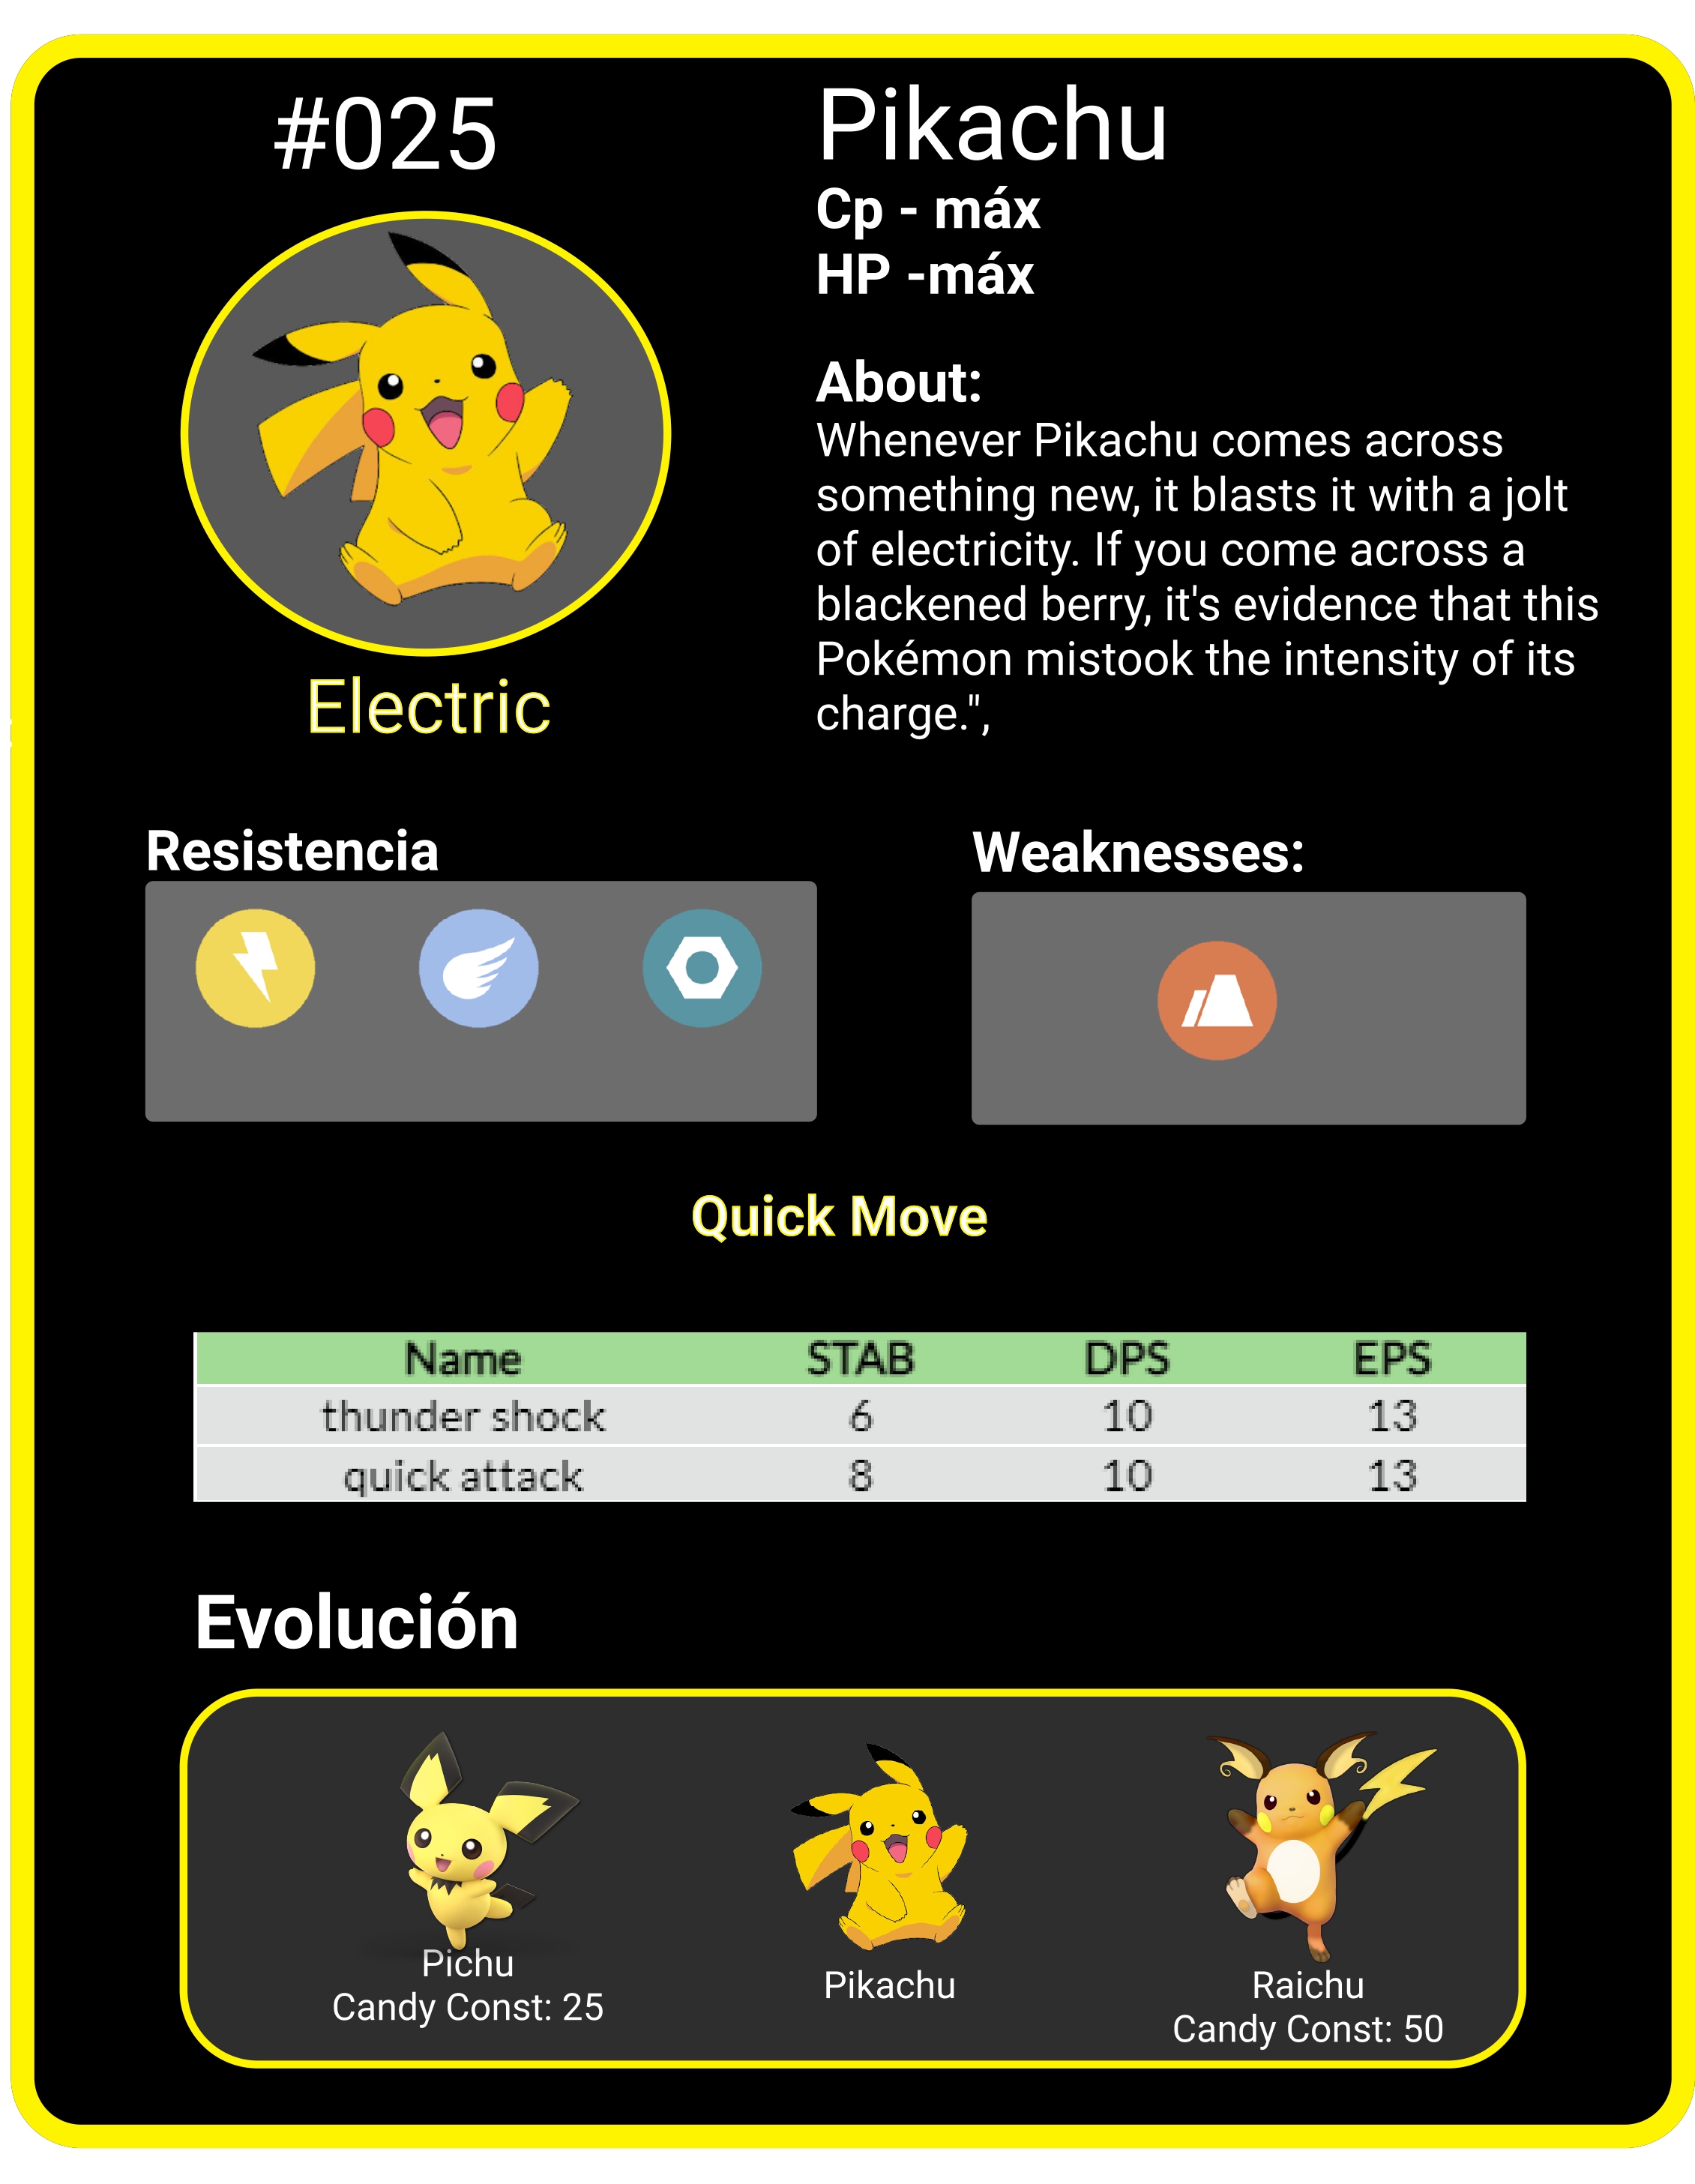 #025
Pikachu
Cp - máx
HP -máx
About:
Whenever Pikachu comes across
something new, it blasts it with a jolt
of electricity. If you come across a
blackened berry, it's evidence that this
Pokémon mistook the intensity of its
charge.",
Electric
Resistencia
Weaknesses:
Quick Move
Name STAB DPS EPS
thunder shock 6 10 13
quick attack 8 10 13
Evolución
Pichu
Candy Const: 25
Pikachu
Raichu
Candy Const: 50